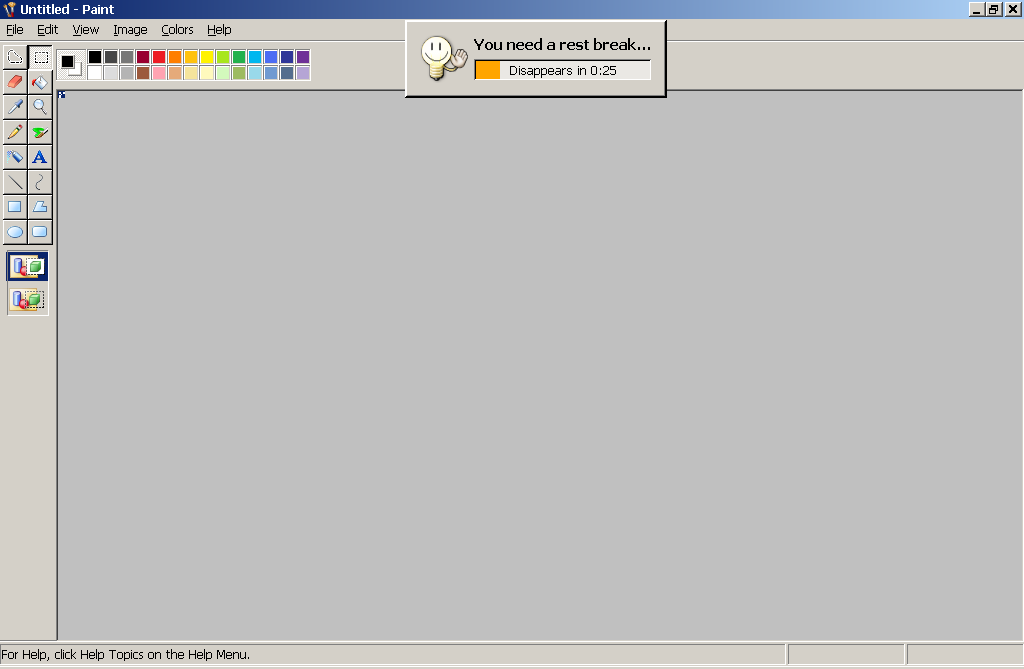 Untitled - Paint
File Edit View Image Colors Help
You need a rest break...
Disappears in 0:25
A
For Help, click Help Topics on the Help Menu.